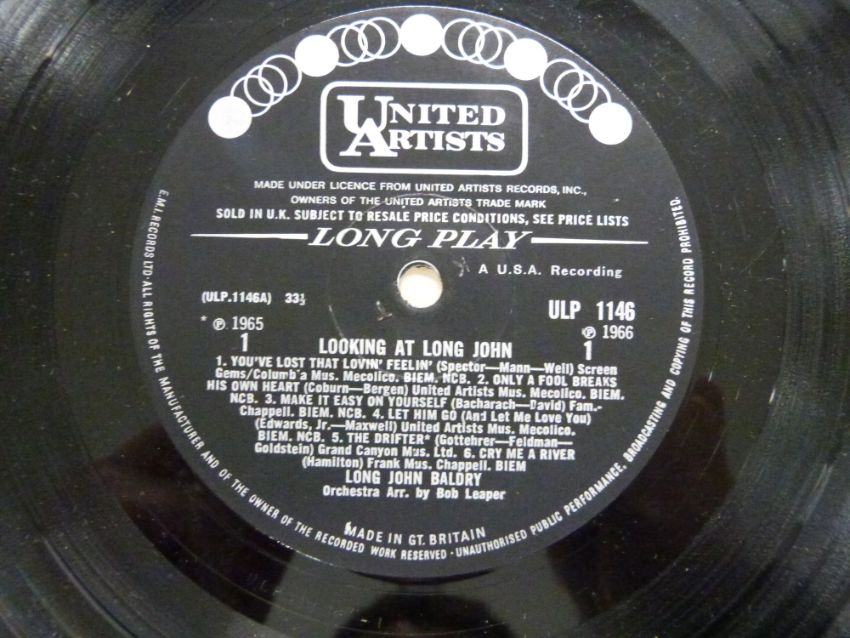 UNITED
ARTISTS
MADE UNDER LICENCE FROM UNITED ARTISTS RECORDS, INC.,
OWNERS OF THE UNITED ARTISTS TRADE MARK
SOLD IN U.K. SUBJECT TO RESALE PRICE CONDITIONS, SEE PRICE LISTS
LONG PLAY
A U.S.A. Recording
(ULP.1146A) 33⅓
ULP 1146
* ℗ 1965
℗ 1966
1
1
LOOKING AT LONG JOHN
1. YOU'VE LOST THAT LOVIN' FEELIN' (Spector—Mann—Weil) Screen
Gems/Columbia Mus. Mecolico. BIEM. NCB. 2. ONLY A FOOL BREAKS
HIS OWN HEART (Coburn—Bergen) United Artists Mus. Mecolico. BIEM.
NCB. 3. MAKE IT EASY ON YOURSELF (Bacharach—David) Fam.-
Chappell. BIEM. NCB. 4. LET HIM GO (And Let Me Love You)
(Edwards, Jr.—Maxwell) United Artists Mus. Mecolico.
BIEM. NCB. 5. THE DRIFTER* (Gottehrer—Feldman—
Goldstein) Grand Canyon Mus. Ltd. 6. CRY ME A RIVER
(Hamilton) Frank Mus. Chappell. BIEM
LONG JOHN BALDRY
Orchestra Arr. by Bob Leaper
MADE IN GT. BRITAIN
E.M.I. RECORDS LTD·ALL RIGHTS OF THE MANUFACTURER AND OF THE OWNER OF THE RECORDED WORK RESERVED·UNAUTHORISED PUBLIC PERFORMANCE, BROADCASTING AND COPYING OF THIS RECORD PROHIBITED.